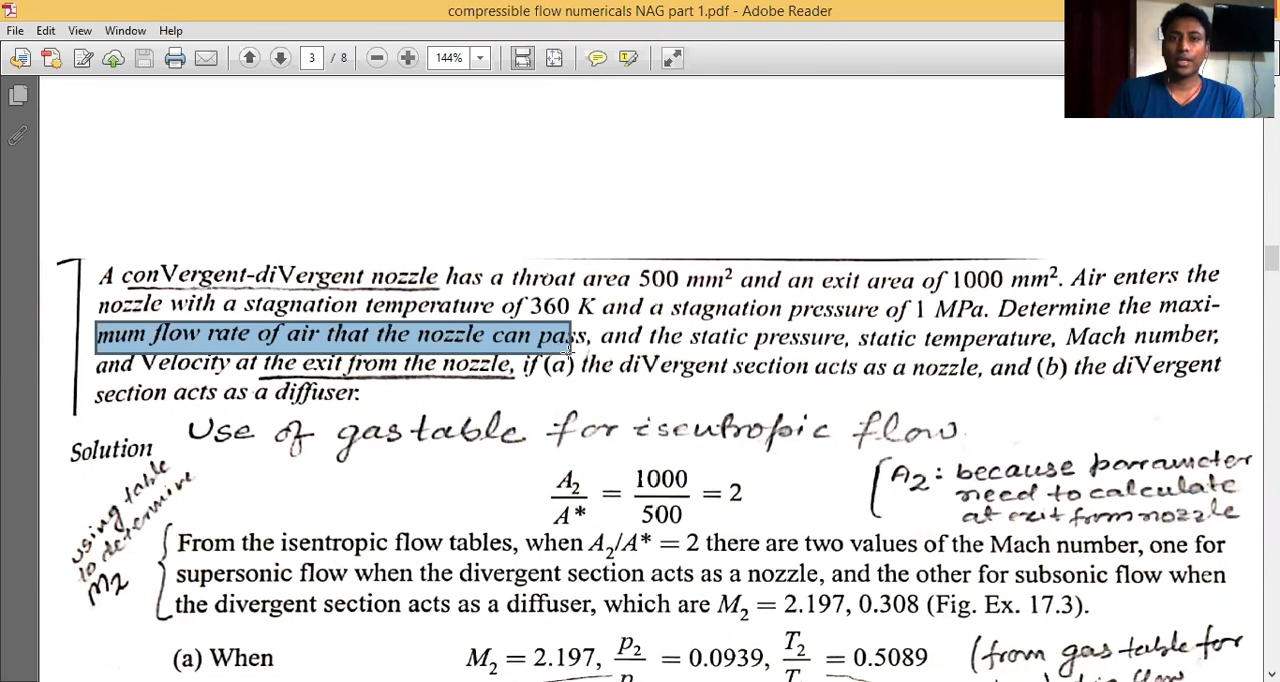 compressible flow numericals NAG part 1.pdf - Adobe Reader
File Edit View Window Help
3 / 8 144%
A conVergent-diVergent nozzle has a throat area 500 mm² and an exit area of 1000 mm². Air enters the
nozzle with a stagnation temperature of 360 K and a stagnation pressure of 1 MPa. Determine the maxi-
mum flow rate of air that the nozzle can pass, and the static pressure, static temperature, Mach number,
and Velocity at the exit from the nozzle, if (a) the diVergent section acts as a nozzle, and (b) the diVergent
section acts as a diffuser.
Solution Use of gas table for isentropic flow.
A₂/A* = 1000/500 = 2
[A₂: because parameter
need to calculate
at exit from nozzle
using table
to determine
M₂
From the isentropic flow tables, when A₂/A* = 2 there are two values of the Mach number, one for
supersonic flow when the divergent section acts as a nozzle, and the other for subsonic flow when
the divergent section acts as a diffuser, which are M₂ = 2.197, 0.308 (Fig. Ex. 17.3).
(a) When M₂ = 2.197, p₂/p = 0.0939, T₂/T = 0.5089 (from gas table for